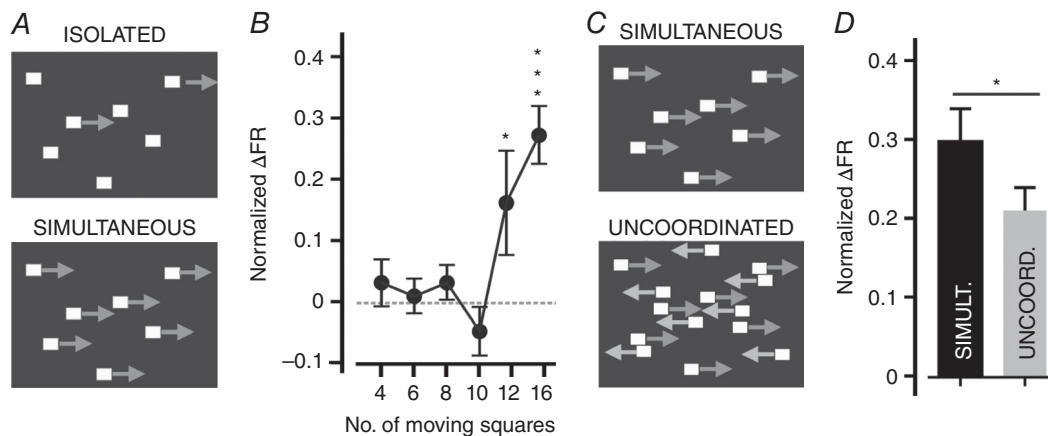 A
ISOLATED
SIMULTANEOUS
B
Normalized ΔFR
0.4
0.3
0.2
0.1
0
–0.1
*
*
*
*
4 6 8 10 12 16
No. of moving squares
C
SIMULTANEOUS
UNCOORDINATED
D
Normalized ΔFR
0.4
0.3
0.2
0.1
0
*
SIMULT.
UNCOORD.